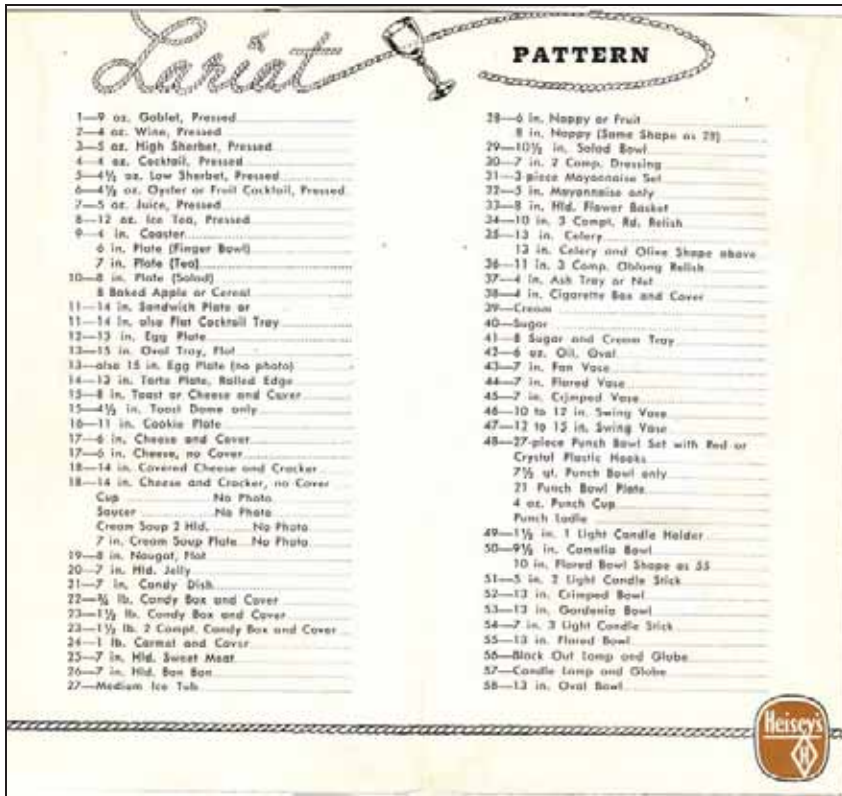 Lariat
PATTERN
1—9 oz. Goblet, Pressed
2—4 oz. Wine, Pressed
3—5 oz. High Sherbet, Pressed
4—4 oz. Cocktail, Pressed
5—4½ oz. Low Sherbet, Pressed
6—4½ oz. Oyster or Fruit Cocktail, Pressed
7—5 oz. Juice, Pressed
8—12 oz. Ice Tea, Pressed
9—4 in. Coaster
6 in. Plate (Finger Bowl)
7 in. Plate (Tea)
10—8 in. Plate (Salad)
8 Baked Apple or Cereal
11—14 in. Sandwich Plate or
11—14 in. also Flat Cocktail Tray
12—13 in. Egg Plate
13—15 in. Oval Tray, Flat
13—also 15 in. Egg Plate (no photo)
14—13 in. Torte Plate, Rolled Edge
15—8 in. Toast or Cheese and Cover
15—4½ in. Toast Dome only
16—11 in. Cookie Plate
17—6 in. Cheese and Cover
17—6 in. Cheese, no Cover
18—14 in. Covered Cheese and Cracker
18—14 in. Cheese and Cracker, no Cover
Cup No Photo
Saucer No Photo
Cream Soup 2 Hld. No Photo
7 in. Cream Soup Plate No Photo
19—8 in. Nougat, Flat
20—7 in. Hld. Jelly
21—7 in. Candy Dish
22—¾ lb. Candy Box and Cover
23—1½ lb. Candy Box and Cover
23—1½ lb. 2 Compt. Candy Box and Cover
24—1 lb. Carmel and Cover
25—7 in. Hld. Sweet Meat
26—7 in. Hld. Bon Bon
27—Medium Ice Tub
28—6 in. Nappy or Fruit
8 in. Nappy (Same Shape as 28)
29—10½ in. Salad Bowl
30—7 in. 2 Comp. Dressing
31—3-piece Mayonnaise Set
32—5 in. Mayonnaise only
33—8 in. Hld. Flower Basket
34—10 in. 3 Compt. Rd. Relish
35—13 in. Celery
13 in. Celery and Olive Shape above
36—11 in. 3 Comp. Oblong Relish
37—4 in. Ash Tray or Nut
38—4 in. Cigarette Box and Cover
39—Cream
40—Sugar
41—8 Sugar and Cream Tray
42—6 oz. Oil, Oval
43—7 in. Fan Vase
44—7 in. Flared Vase
45—7 in. Crimped Vase
46—10 to 12 in. Swing Vase
47—12 to 15 in. Swing Vase
48—27-piece Punch Bowl Set with Red or
Crystal Plastic Hooks
7½ qt. Punch Bowl only
21 Punch Bowl Plate
4 oz. Punch Cup
Punch Ladle
49—1½ in. 1 Light Candle Holder
50—9½ in. Camelia Bowl
10 in. Flared Bowl Shape as 55
51—5 in. 2 Light Candle Stick
52—13 in. Crimped Bowl
53—13 in. Gardenia Bowl
54—7 in. 3 Light Candle Stick
55—13 in. Flared Bowl
56—Black Out Lamp and Globe
57—Candle Lamp and Globe
58—13 in. Oval Bowl
Heisey's
H